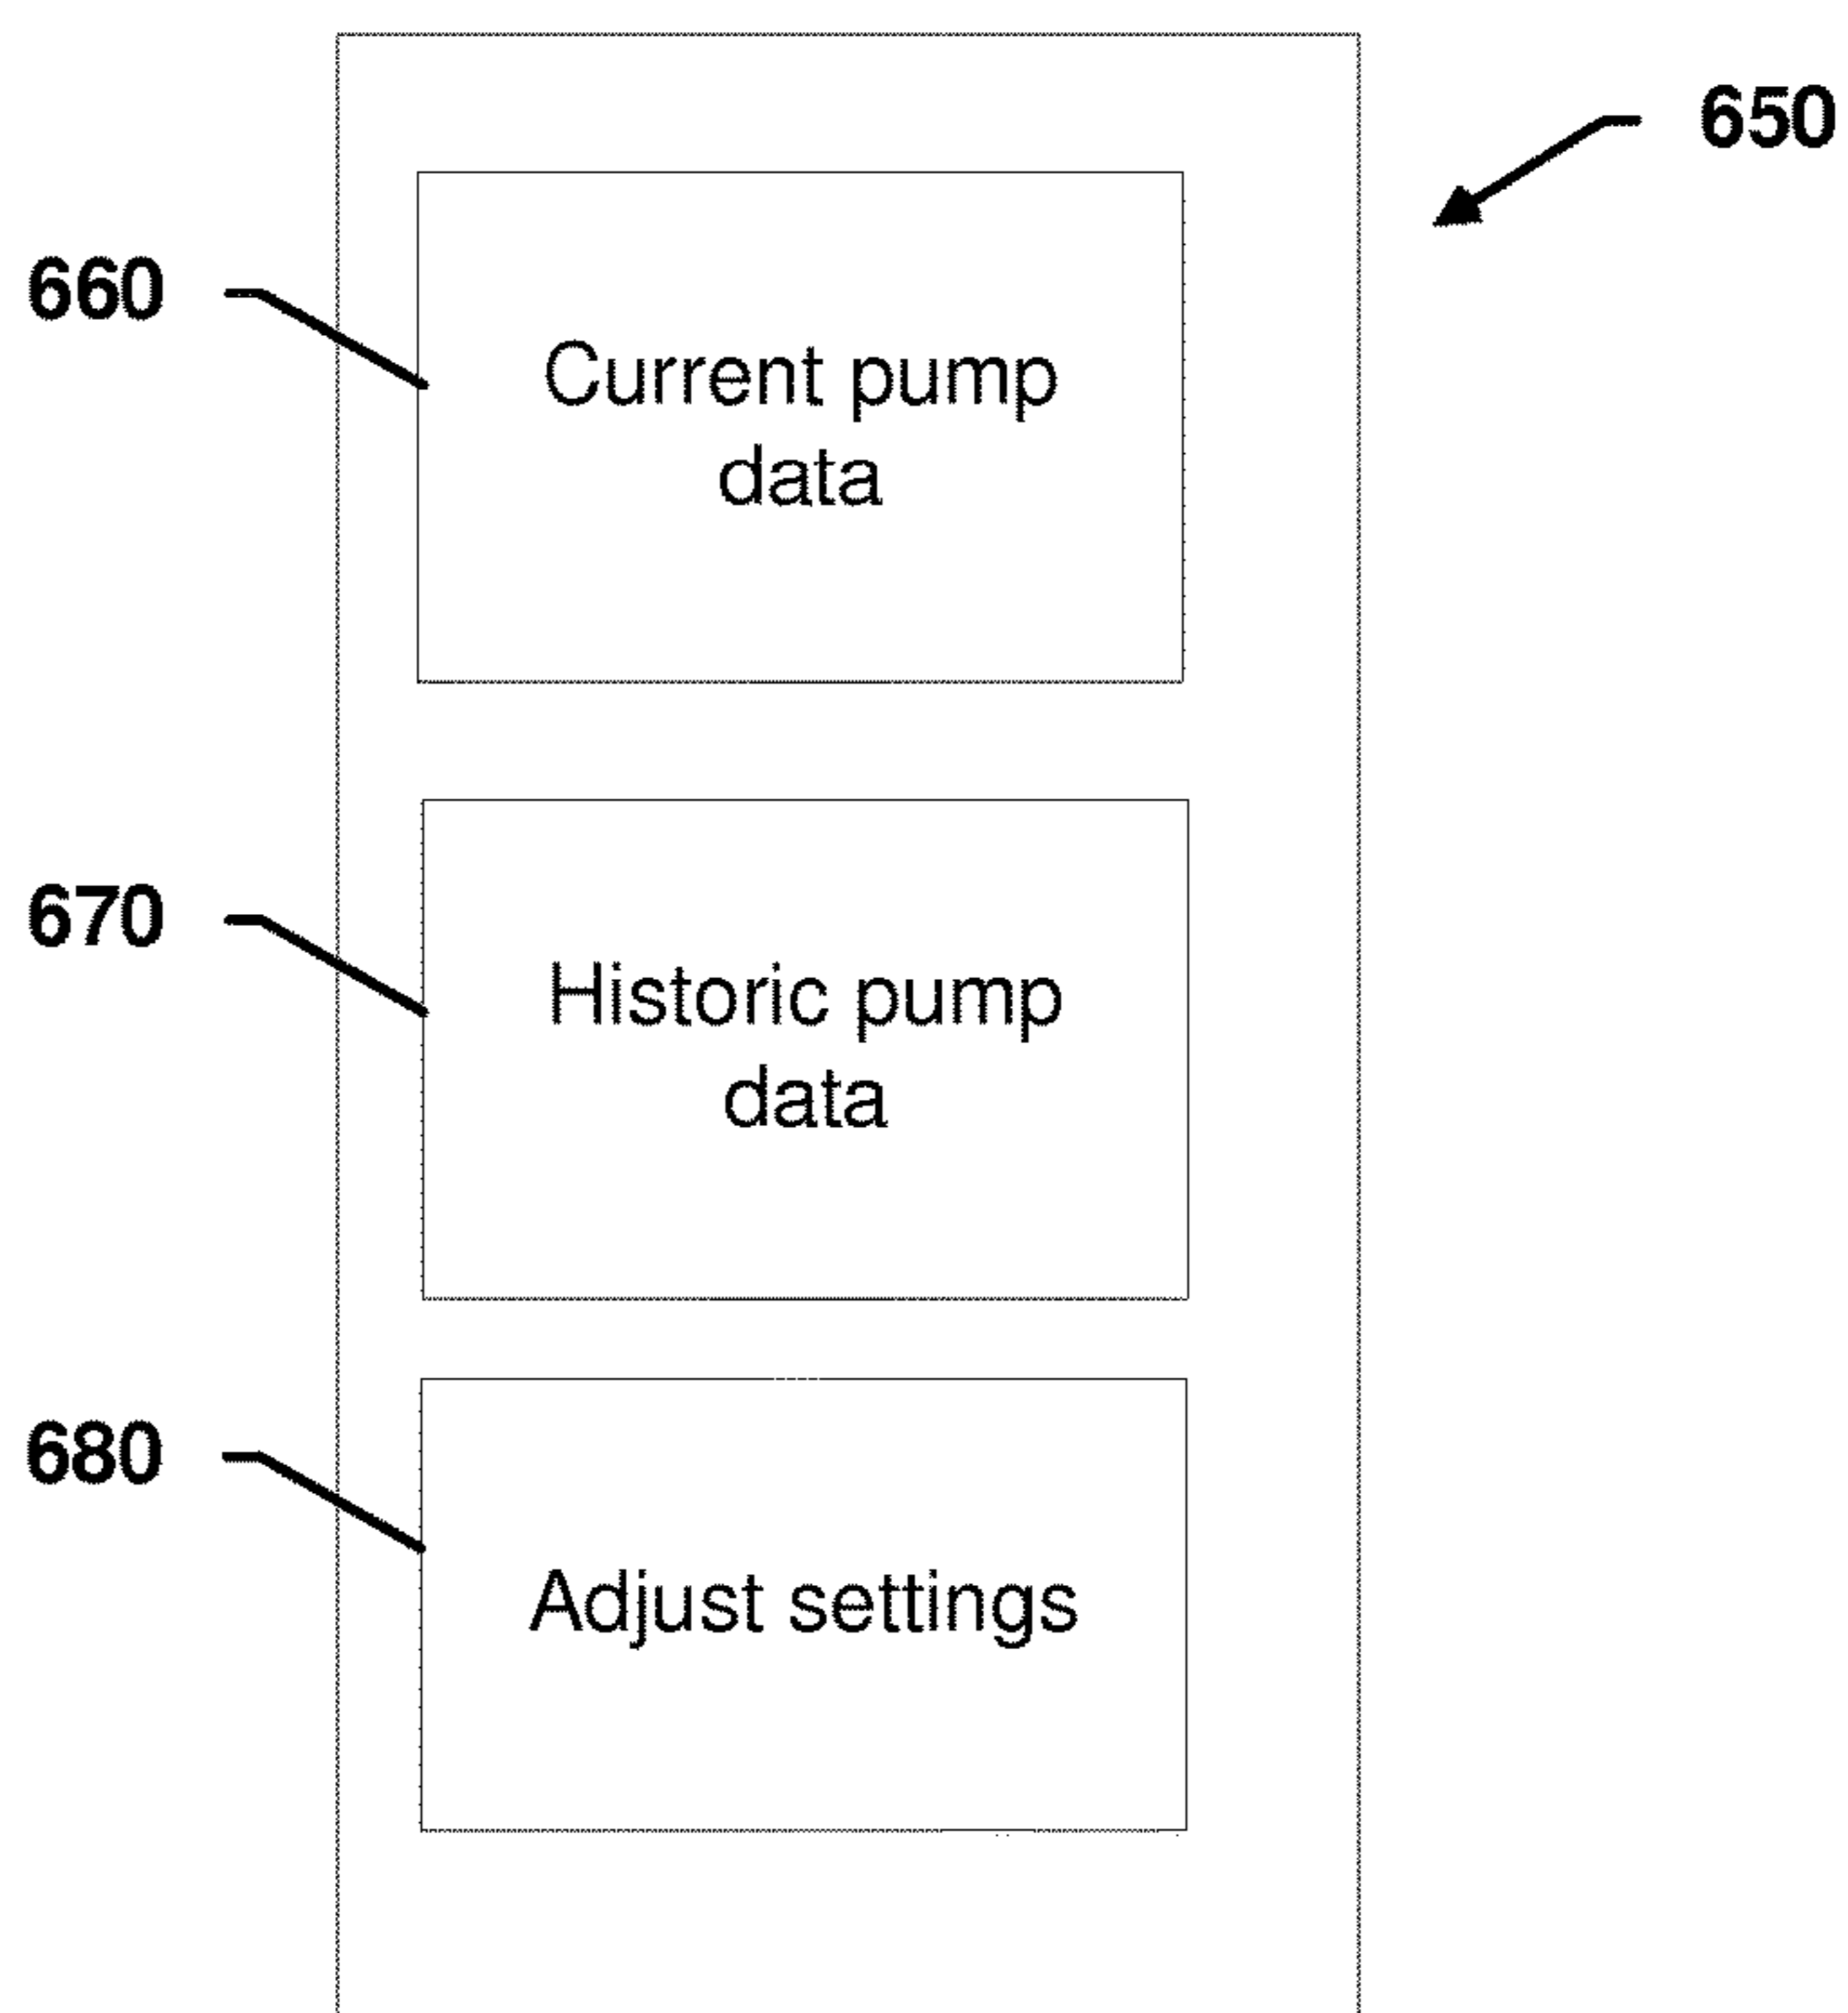 650
660
Current pump
data
670
Historic pump
data
680
Adjust settings